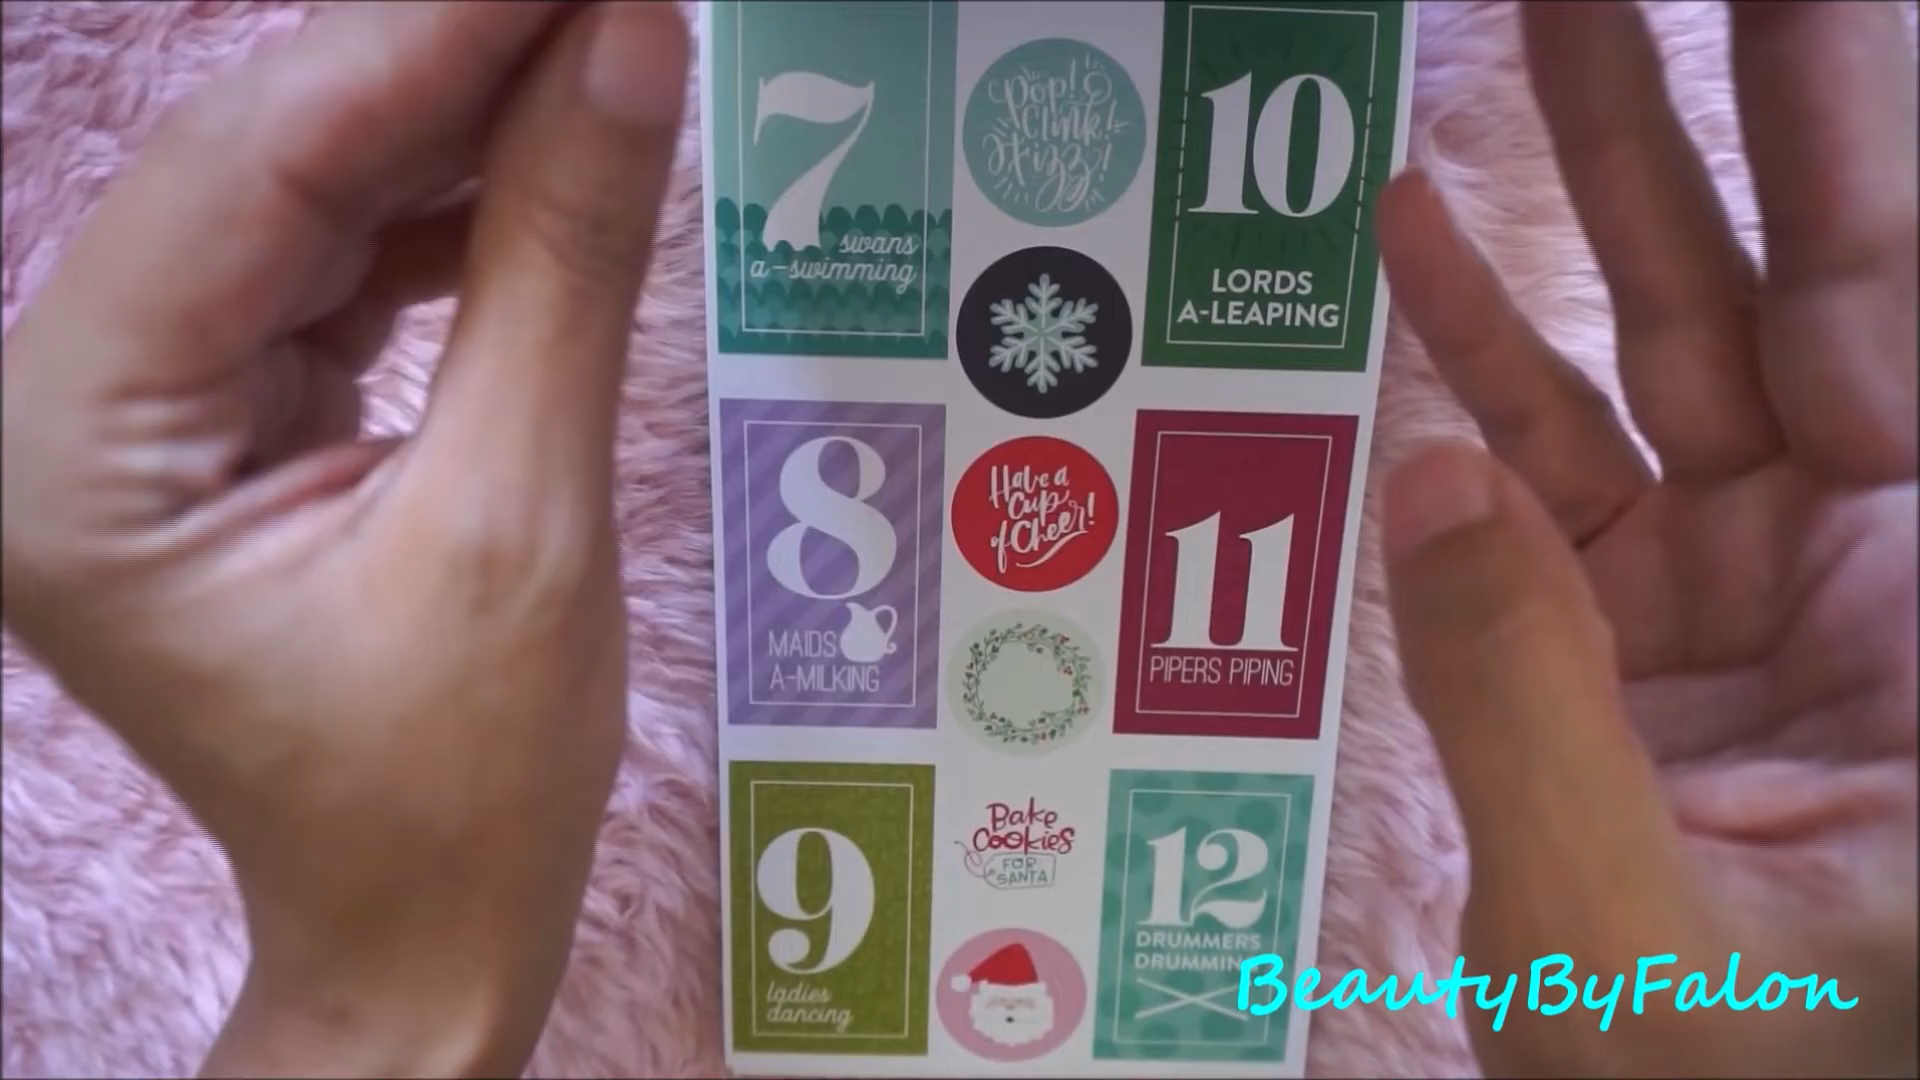 7
swans
a-swimming
8
MAIDS
A-MILKING
9
ladies
dancing
Pop!
Clink!
Fizz!
Have a
Cup
of Cheer!
Bake
Cookies
FOR
SANTA
10
LORDS
A-LEAPING
11
PIPERS PIPING
12
DRUMMERS
DRUMMIN
BeautyByFalon